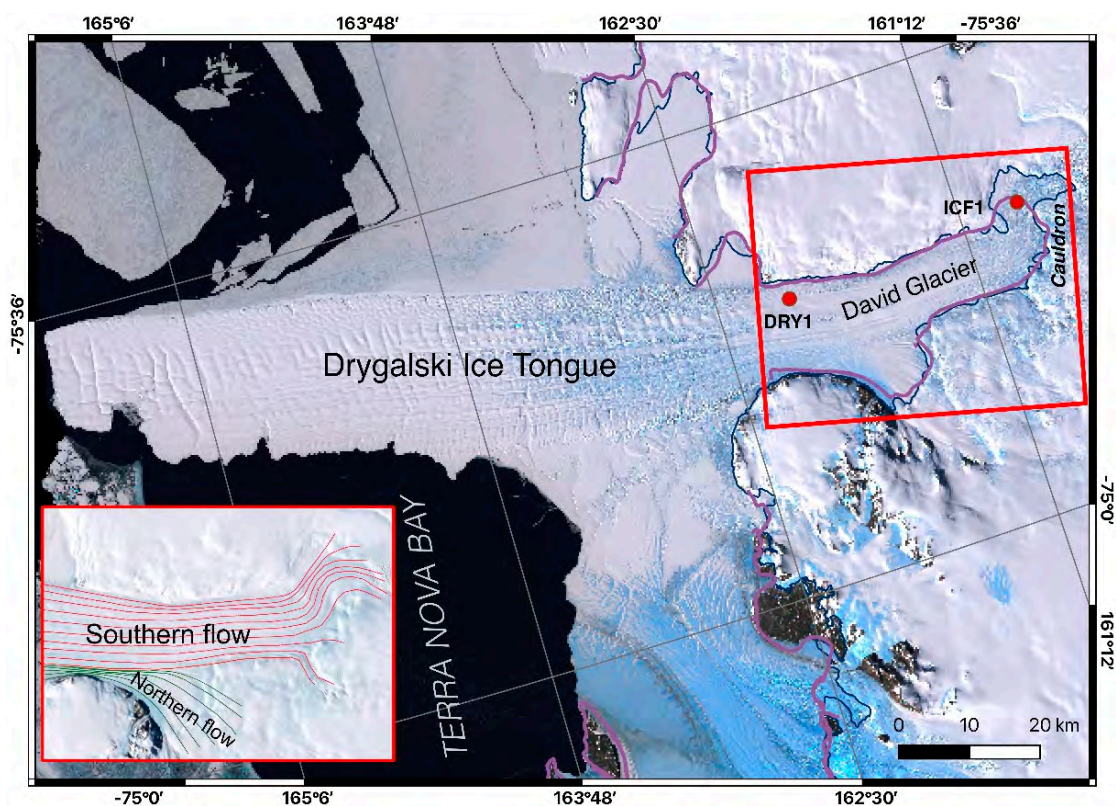 165°6'
163°48'
162°30'
161°12'
-75°36'
ICF1
Cauldron
David Glacier
DRY1
-75°36'
Drygalski Ice Tongue
-75°0'
TERRA NOVA BAY
Southern flow
Northern flow
161°12'
0 10 20 km
-75°0'
165°6'
163°48'
162°30'